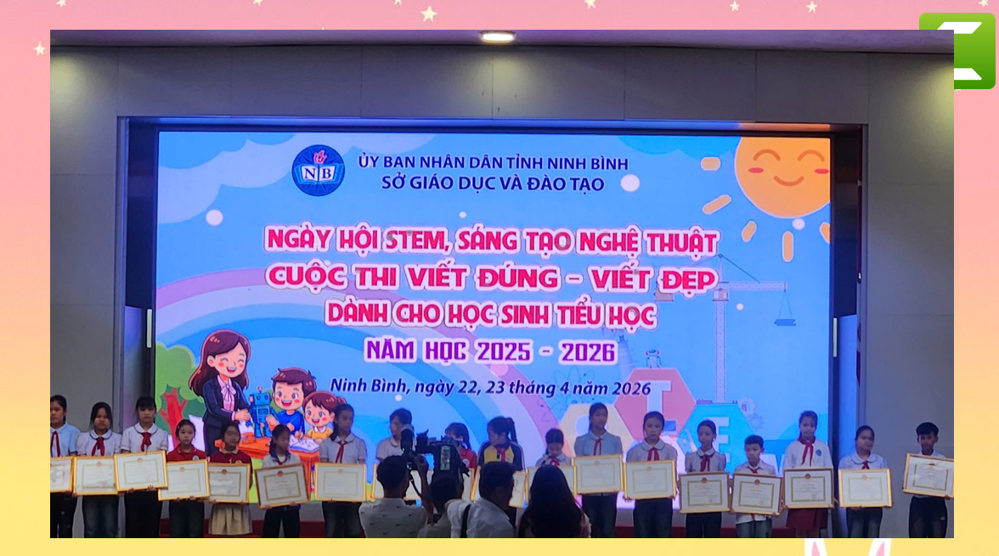 NB
ỦY BAN NHÂN DÂN TỈNH NINH BÌNH
SỞ GIÁO DỤC VÀ ĐÀO TẠO
NGÀY HỘI STEM, SÁNG TẠO NGHỆ THUẬT
CUỘC THI VIẾT ĐÚNG - VIẾT ĐẸP
DÀNH CHO HỌC SINH TIỂU HỌC
NĂM HỌC 2025 - 2026
Ninh Bình, ngày 22, 23 tháng 4 năm 2026
T
E